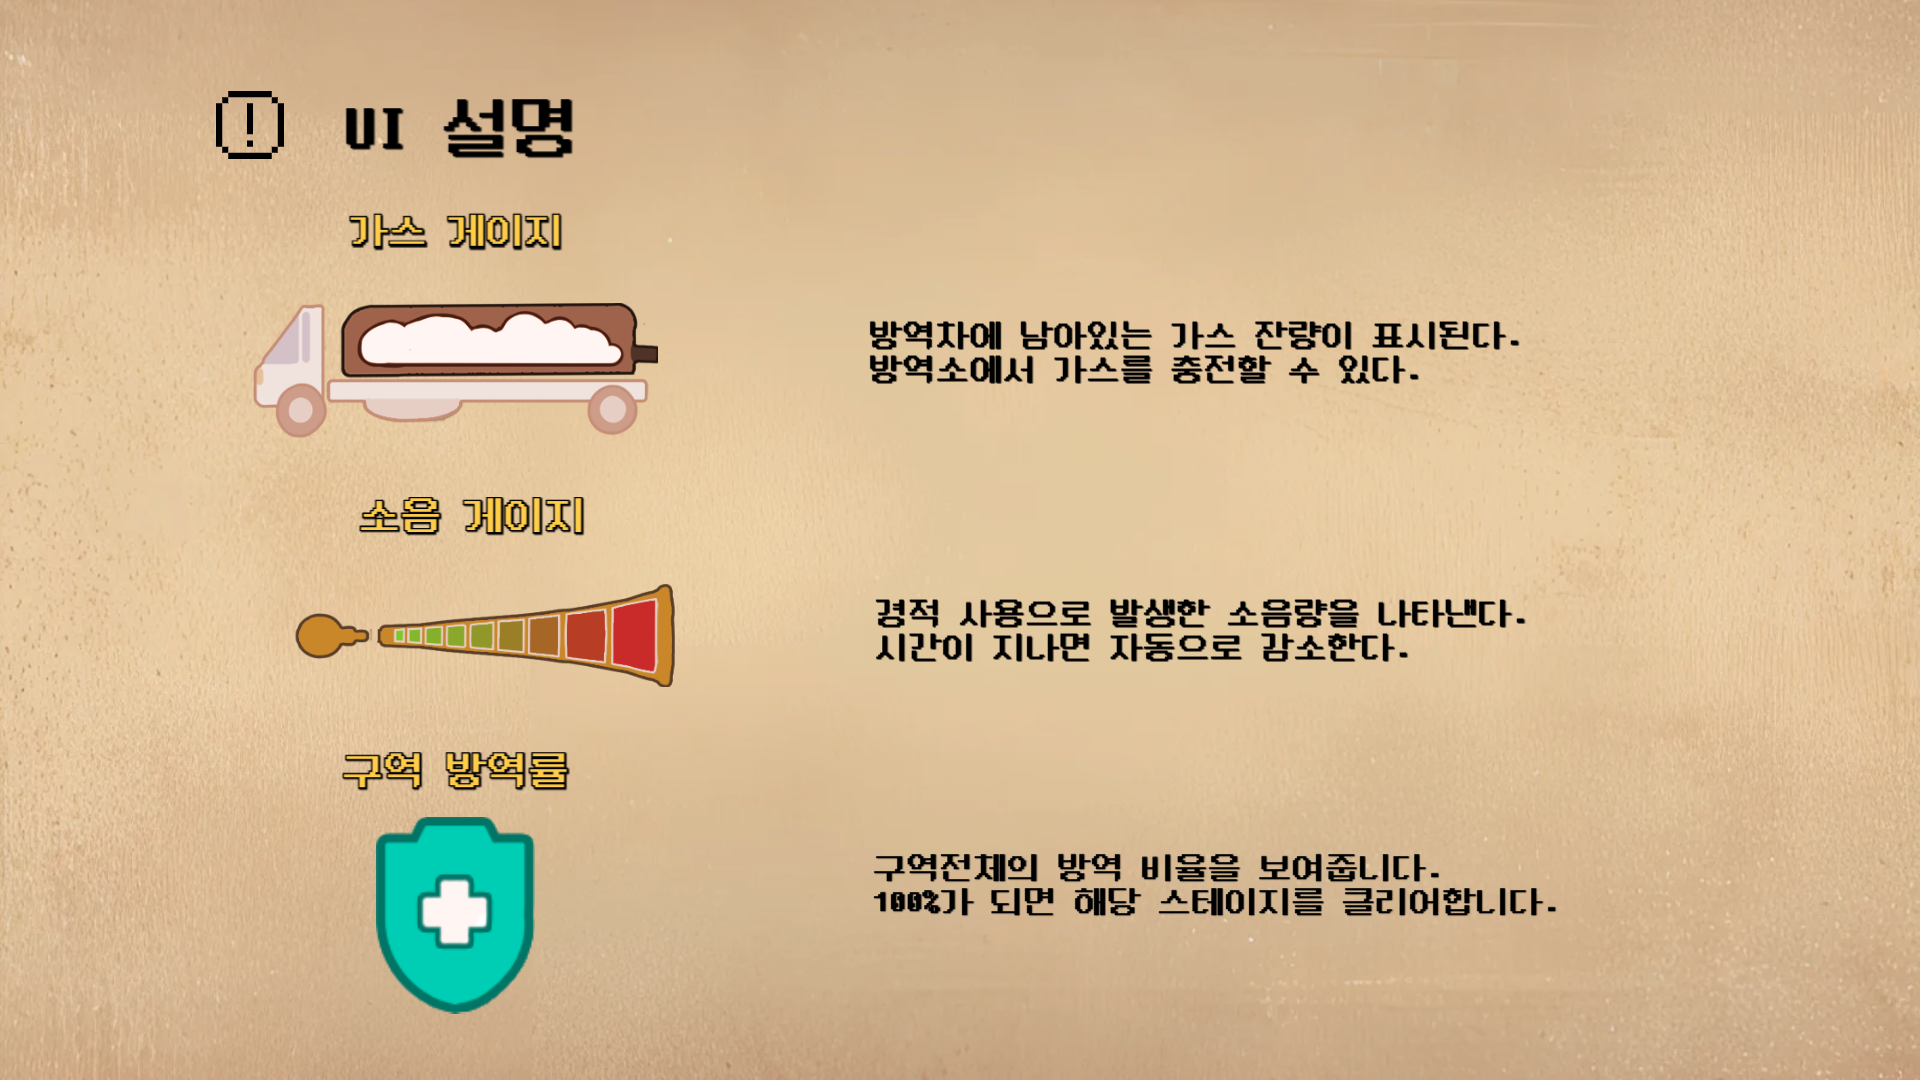 UI 설명
가스 게이지
방역차에 남아있는 가스 잔량이 표시된다.
방역소에서 가스를 충전할 수 있다.
소음 게이지
경적 사용으로 발생한 소음량을 나타낸다.
시간이 지나면 자동으로 감소한다.
구역 방역률
구역전체의 방역 비율을 보여줍니다.
100%가 되면 해당 스테이지를 클리어합니다.